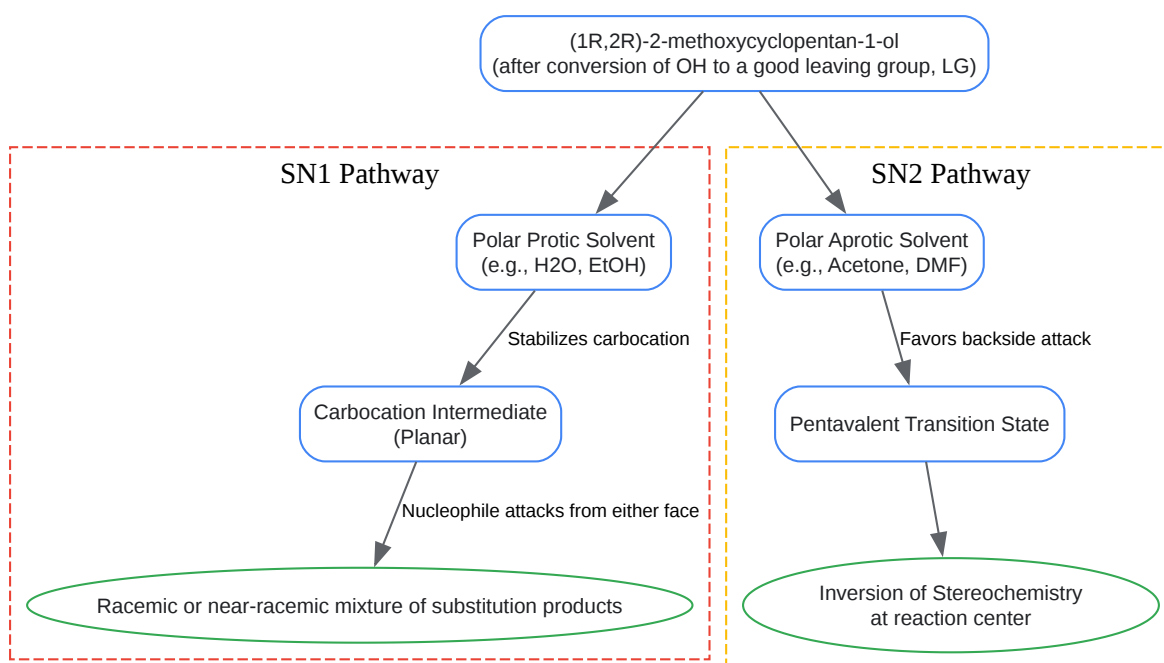 (1R,2R)-2-methoxycyclopentan-1-ol
(after conversion of OH to a good leaving group, LG)
SN1 Pathway
Polar Protic Solvent
(e.g., H2O, EtOH)
Stabilizes carbocation
Carbocation Intermediate
(Planar)
Nucleophile attacks from either face
Racemic or near-racemic mixture of substitution products
SN2 Pathway
Polar Aprotic Solvent
(e.g., Acetone, DMF)
Favors backside attack
Pentavalent Transition State
Inversion of Stereochemistry
at reaction center